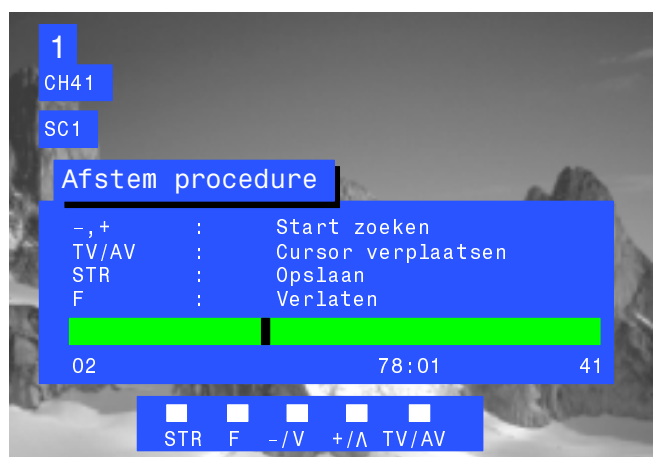 1
CH41
SC1
Afstem procedure
–,+ : Start zoeken
TV/AV : Cursor verplaatsen
STR : Opslaan
F : Verlaten
02 78:01 41
STR F –/V +/Λ TV/AV